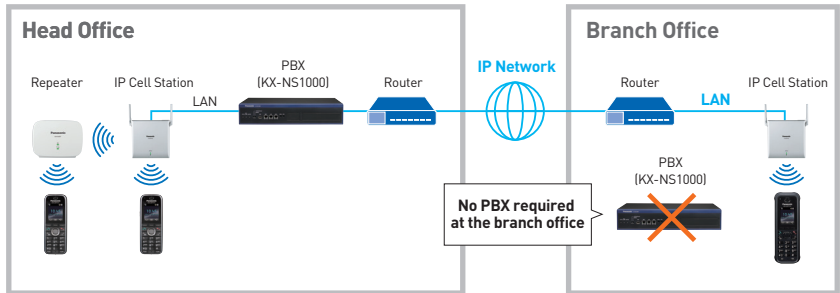 Head Office
Branch Office
PBX
(KX-NS1000)
IP Network
Repeater
IP Cell Station
LAN
Router
Router
LAN
IP Cell Station
Panasonic
PBX
(KX-NS1000)
No PBX required
at the branch office